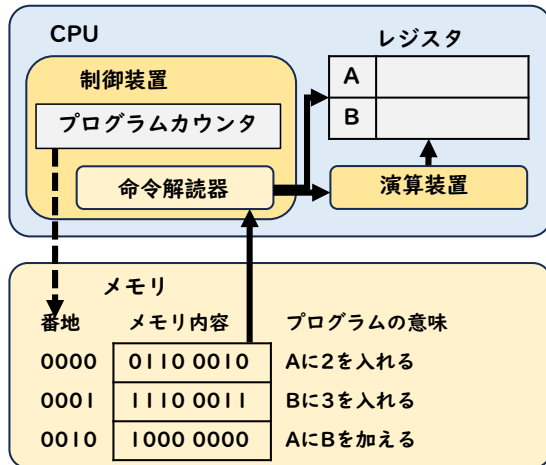 CPU
レジスタ
制御装置
A
プログラムカウンタ
B
命令解読器
演算装置
メモリ
番地 メモリ内容 プログラムの意味
0000 0110 0010 Aに2を入れる
0001 1110 0011 Bに3を入れる
0010 1000 0000 AにBを加える